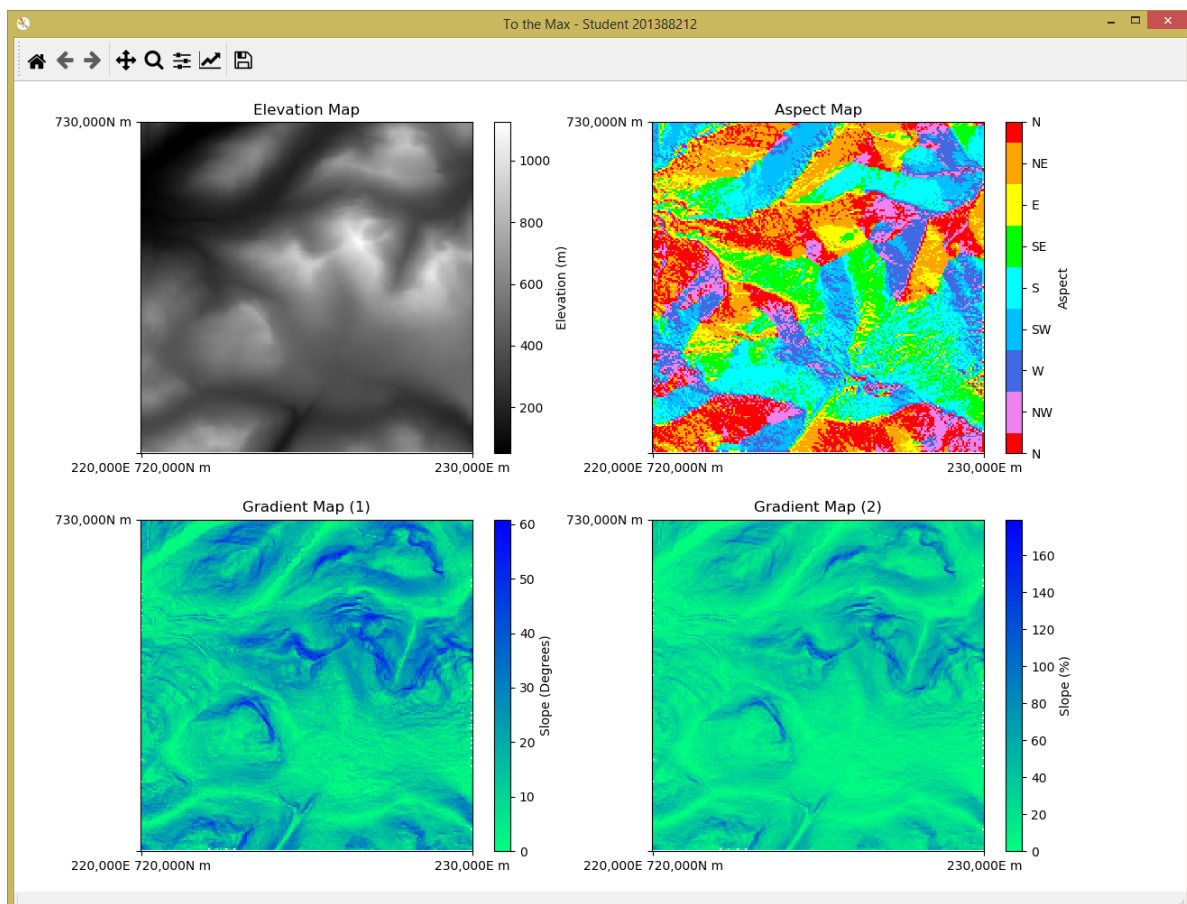 To the Max - Student 201388212
Elevation Map
730,000N m
220,000E 720,000N m
230,000E m
1000
800
600
400
200
Elevation (m)
Aspect Map
730,000N m
220,000E 720,000N m
230,000E m
N
NE
E
SE
S
SW
W
NW
N
Aspect
Gradient Map (1)
730,000N m
220,000E 720,000N m
230,000E m
60
50
40
30
20
10
0
Slope (Degrees)
Gradient Map (2)
730,000N m
220,000E 720,000N m
230,000E m
160
140
120
100
80
60
40
20
0
Slope (%)